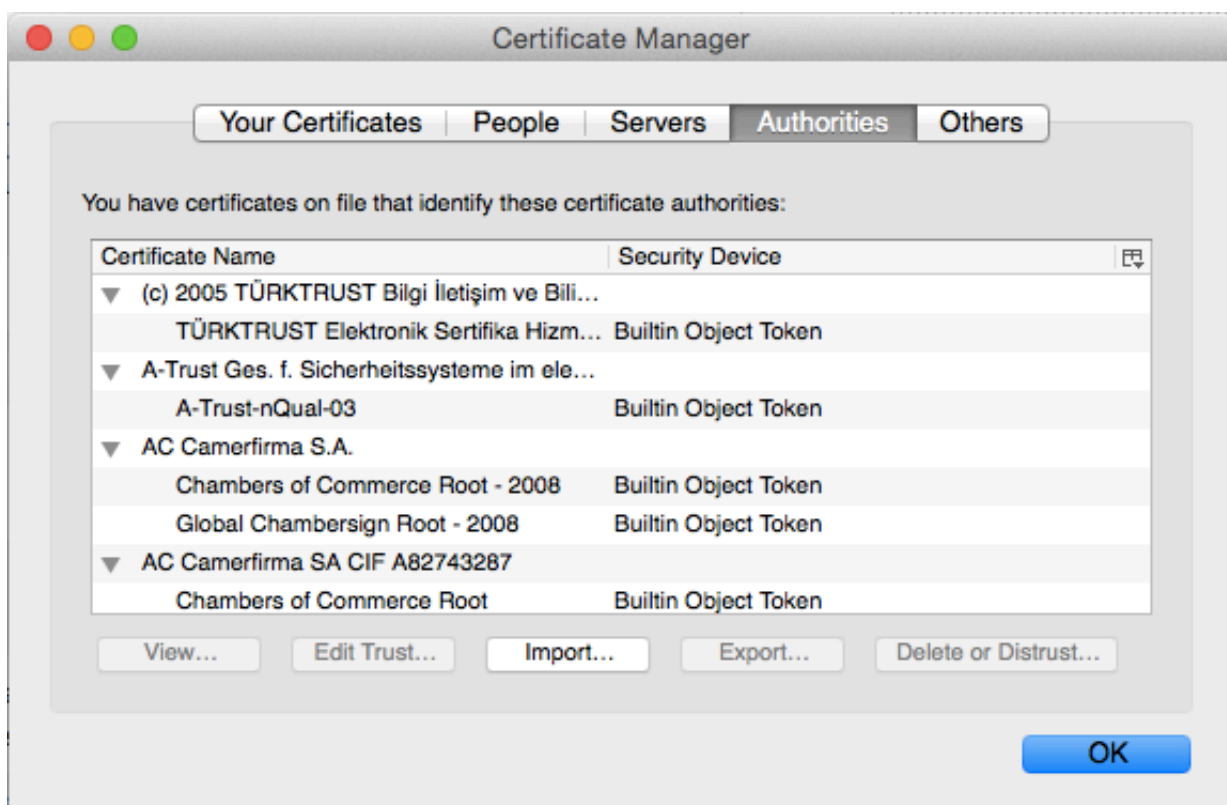 Certificate Manager
Your Certificates People Servers Authorities Others
You have certificates on file that identify these certificate authorities:
Certificate Name Security Device
(c) 2005 TÜRKTRUST Bilgi İletişim ve Bili...
TÜRKTRUST Elektronik Sertifika Hizm... Builtin Object Token
A-Trust Ges. f. Sicherheitssysteme im ele...
A-Trust-nQual-03 Builtin Object Token
AC Camerfirma S.A.
Chambers of Commerce Root - 2008 Builtin Object Token
Global Chambersign Root - 2008 Builtin Object Token
AC Camerfirma SA CIF A82743287
Chambers of Commerce Root Builtin Object Token
View... Edit Trust... Import... Export... Delete or Distrust...
OK